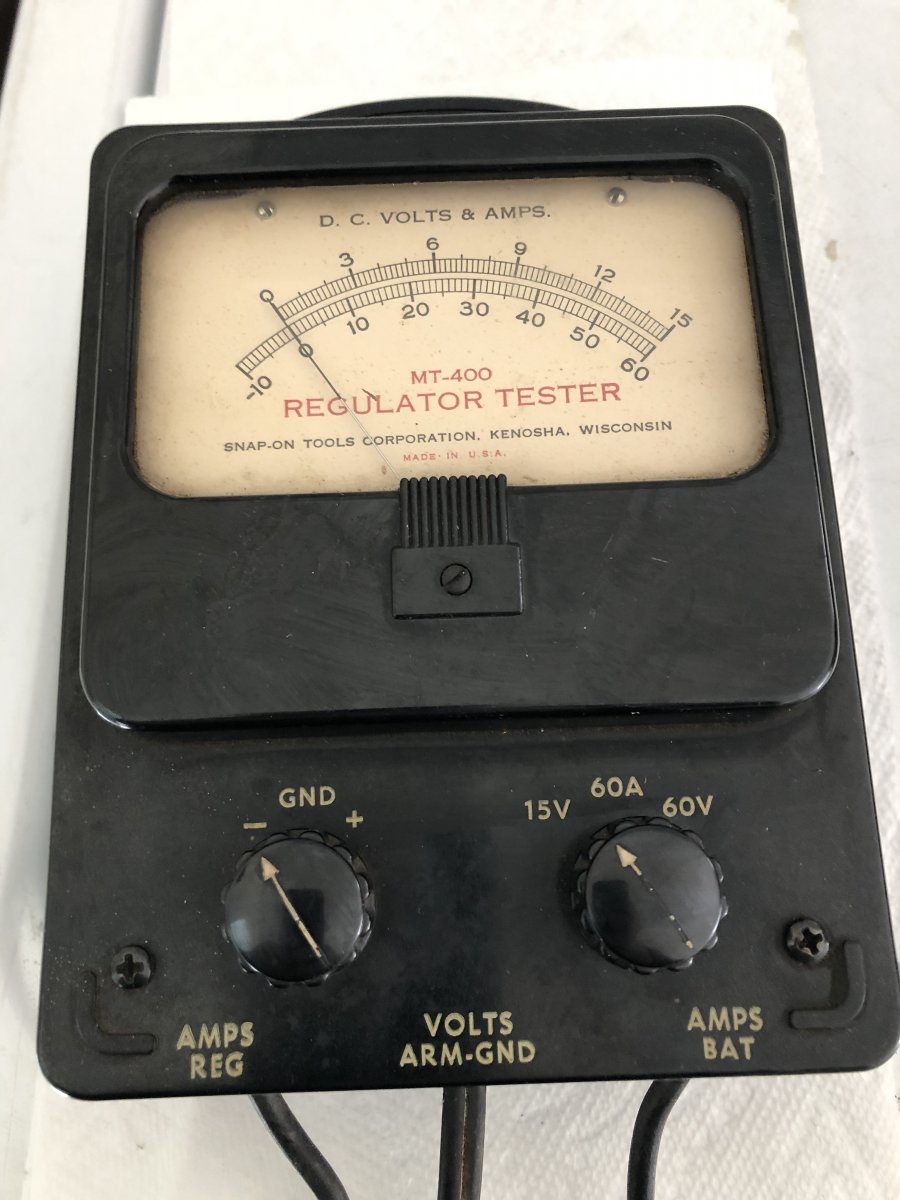 D. C. VOLTS & AMPS.
0 3 6 9 12 15
-10 0 10 20 30 40 50 60
MT-400
REGULATOR TESTER
SNAP-ON TOOLS CORPORATION, KENOSHA, WISCONSIN
MADE IN U.S.A.
GND
- +
15V 60A 60V
AMPS
REG
VOLTS
ARM-GND
AMPS
BAT